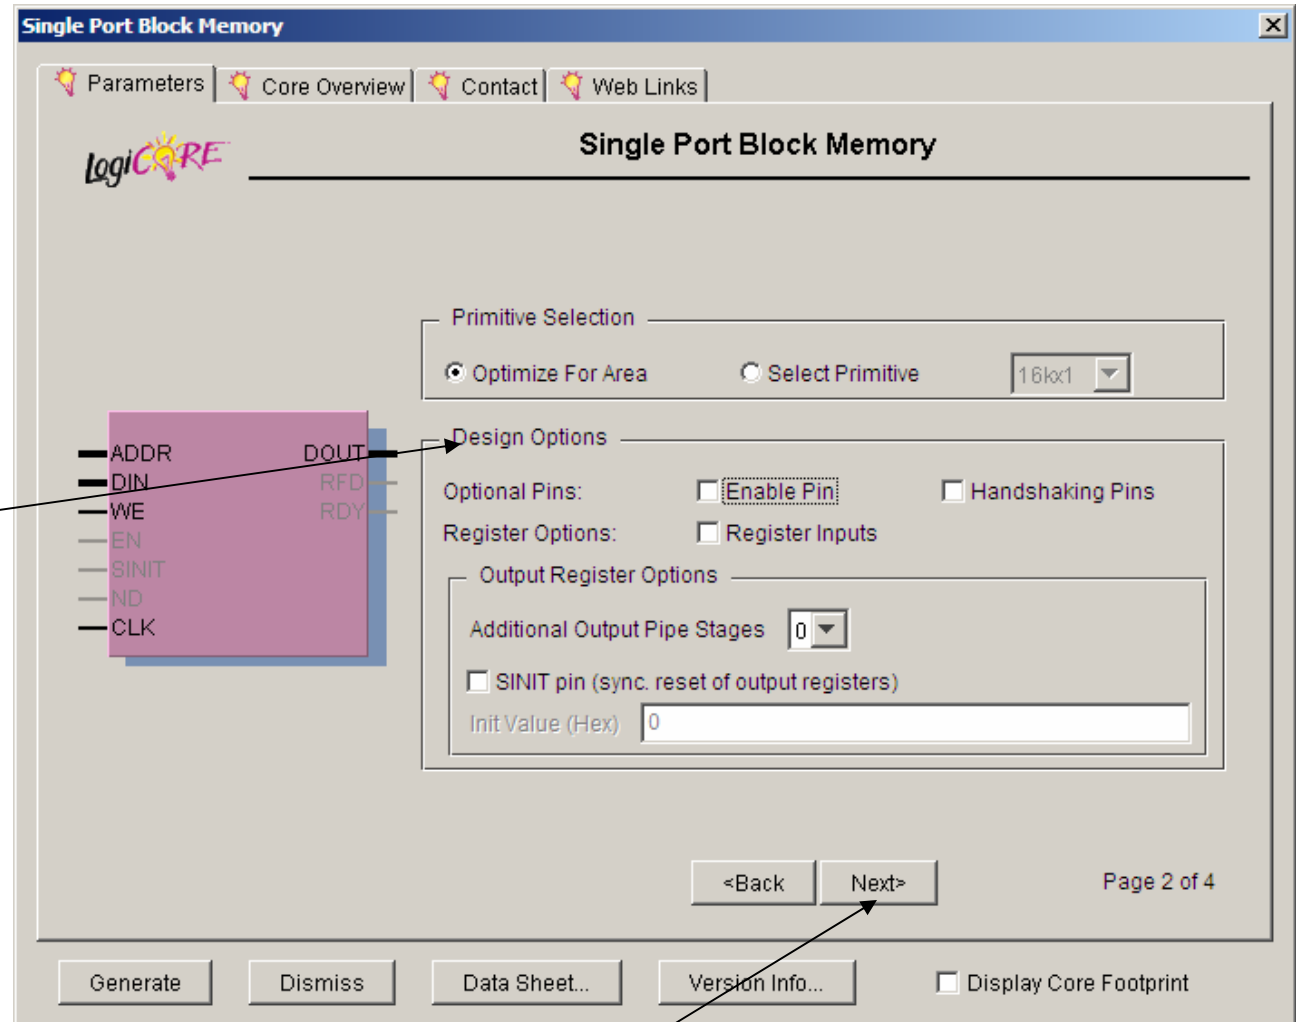 Single Port Block Memory
Parameters
Core Overview
Contact
Web Links
LogiCORE
Single Port Block Memory
Primitive Selection
Optimize For Area
Select Primitive
16kx1
ADDR
DIN
WE
EN
SINIT
ND
CLK
DOUT
RFD
RDY
Design Options
Optional Pins:
Enable Pin
Handshaking Pins
Register Options:
Register Inputs
Output Register Options
Additional Output Pipe Stages
0
SINIT pin (sync. reset of output registers)
Init Value (Hex)
0
<Back
Next>
Page 2 of 4
Generate
Dismiss
Data Sheet...
Version Info...
Display Core Footprint